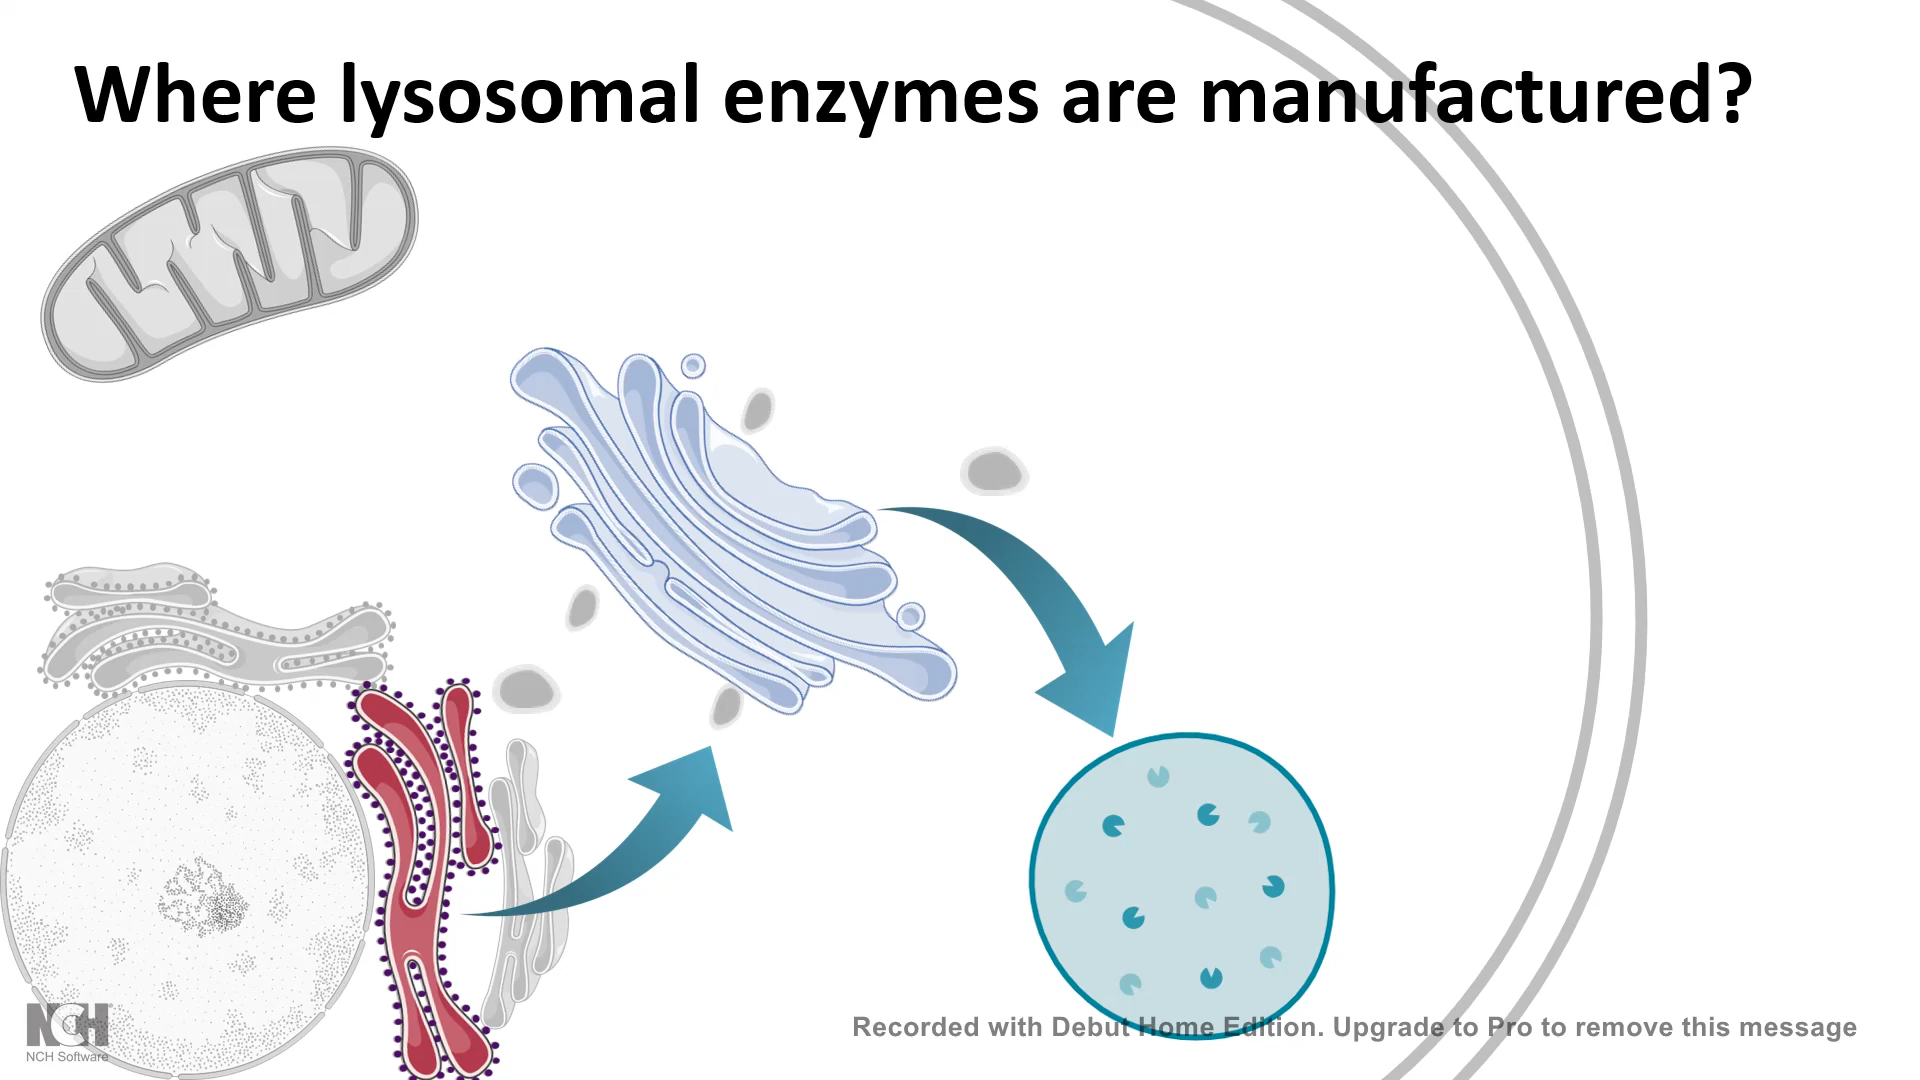 Where lysosomal enzymes are manufactured?
NCH
NCH Software
Recorded with Debut Home Edition. Upgrade to Pro to remove this message